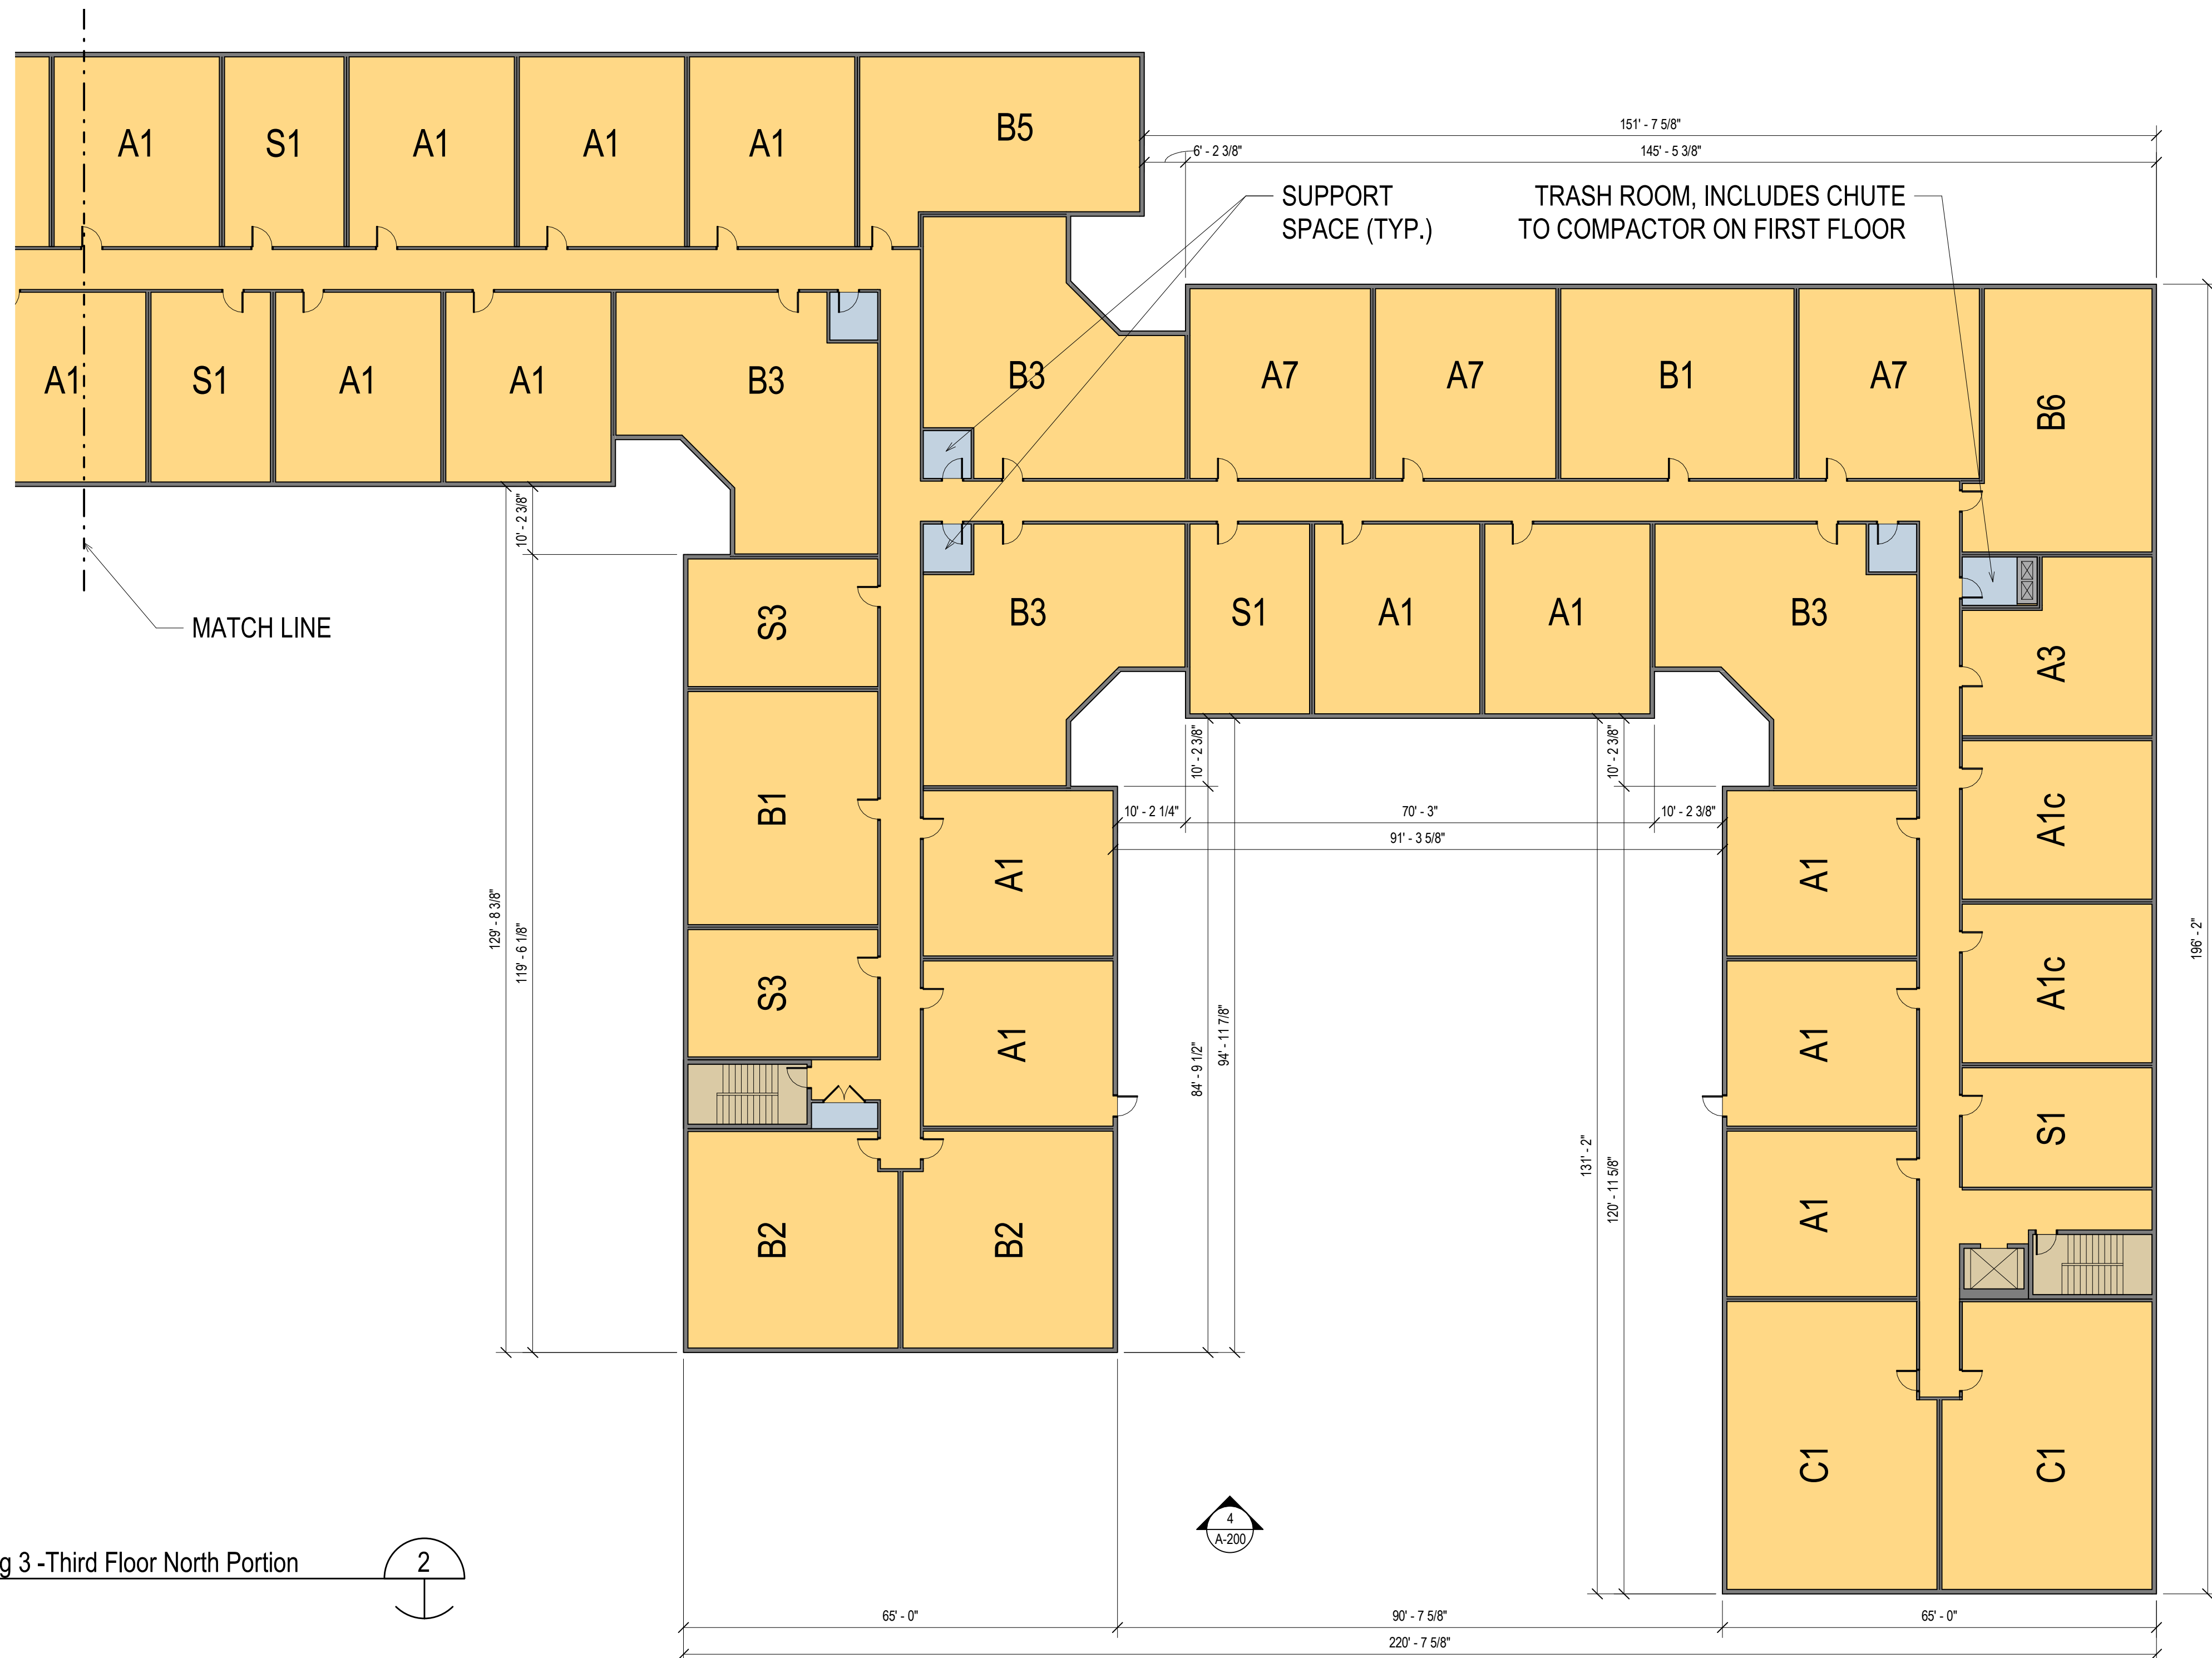 A1
S1
A1
A1
A1
B5
151' - 7 5/8"
6' - 2 3/8"
145' - 5 3/8"
SUPPORT
SPACE (TYP.)
TRASH ROOM, INCLUDES CHUTE
TO COMPACTOR ON FIRST FLOOR
A1
S1
A1
A1
B3
B3
A7
A7
B1
A7
B6
10' - 2 3/8"
MATCH LINE
S3
B3
S1
A1
A1
B3
A3
10' - 2 3/8"
10' - 2 3/8"
B1
10' - 2 1/4"
70' - 3"
10' - 2 3/8"
91' - 3 5/8"
A1
A1
A1c
129' - 8 3/8"
119' - 6 1/8"
196' - 2"
S3
A1c
A1
A1
84' - 9 1/2"
94' - 11 7/8"
S1
131' - 2"
120' - 11 5/8"
B2
B2
A1
C1
C1
4
A-200
g 3 -Third Floor North Portion
2
65' - 0"
90' - 7 5/8"
65' - 0"
220' - 7 5/8"